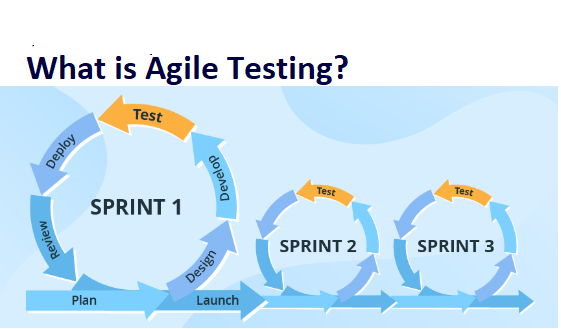 What is Agile Testing?
Test
Deploy
Develop
SPRINT 1
Review
Design
Plan
Launch
Test
SPRINT 2
Test
SPRINT 3